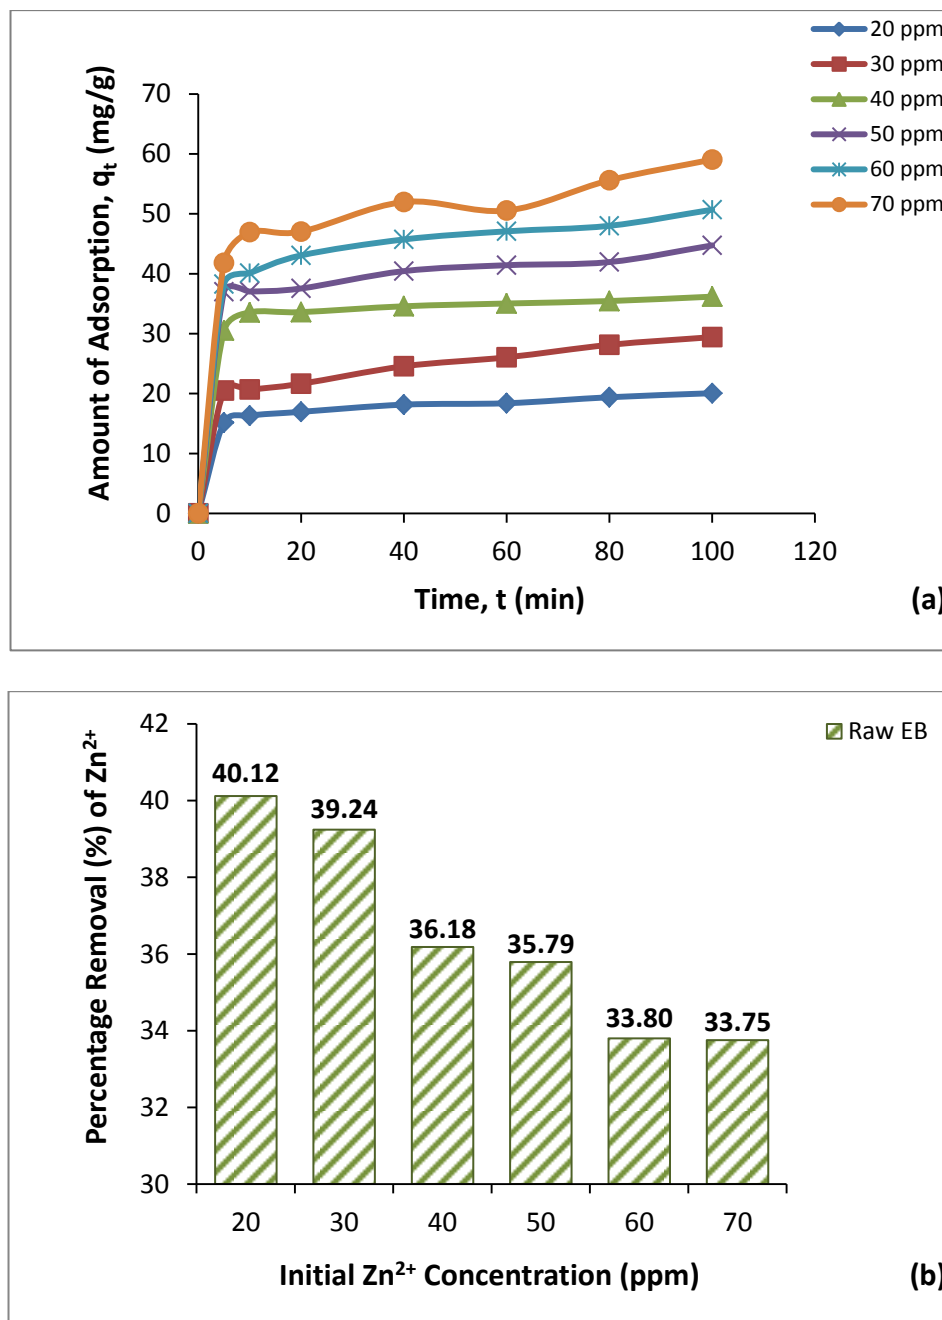 20 ppm
30 ppm
40 ppm
50 ppm
60 ppm
70 ppm
Amount of Adsorption, qₜ (mg/g)
70
60
50
40
30
20
10
0
0 20 40 60 80 100 120
Time, t (min)
(a)
Percentage Removal (%) of Zn²⁺
42
40
38
36
34
32
30
Raw EB
40.12
39.24
36.18
35.79
33.80
33.75
20 30 40 50 60 70
Initial Zn²⁺ Concentration (ppm)
(b)